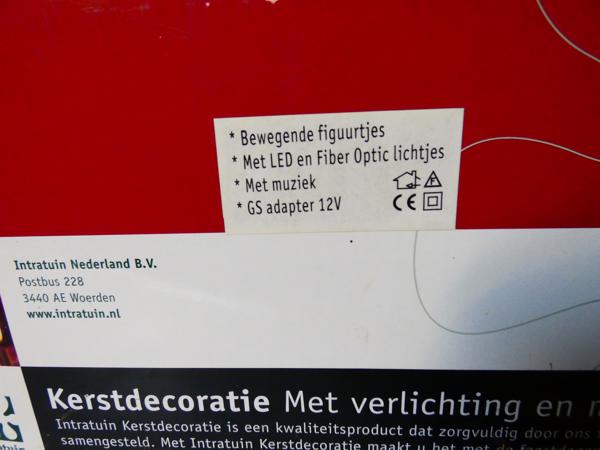 * Bewegende figuurtjes
* Met LED en Fiber Optic lichtjes
* Met muziek
* GS adapter 12V
F
CE
Intratuin Nederland B.V.
Postbus 228
3440 AE Woerden
www.intratuin.nl
Kerstdecoratie Met verlichting en
Intratuin Kerstdecoratie is een kwaliteitsproduct dat zorgvuldig door ons
samengesteld. Met Intratuin Kerstdecoratie maakt u het met de